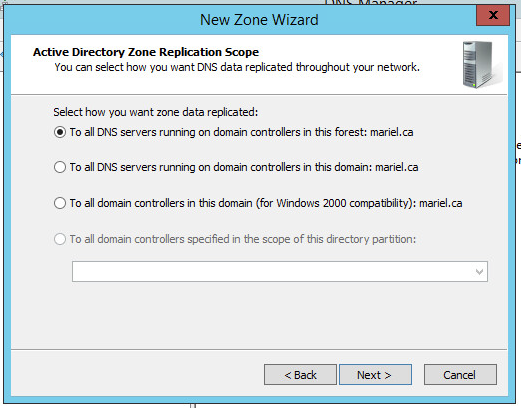 DNS Manager
New Zone Wizard
Active Directory Zone Replication Scope
You can select how you want DNS data replicated throughout your network.
Select how you want zone data replicated:
To all DNS servers running on domain controllers in this forest: mariel.ca
To all DNS servers running on domain controllers in this domain: mariel.ca
To all domain controllers in this domain (for Windows 2000 compatibility): mariel.ca
To all domain controllers specified in the scope of this directory partition:
< Back
Next >
Cancel